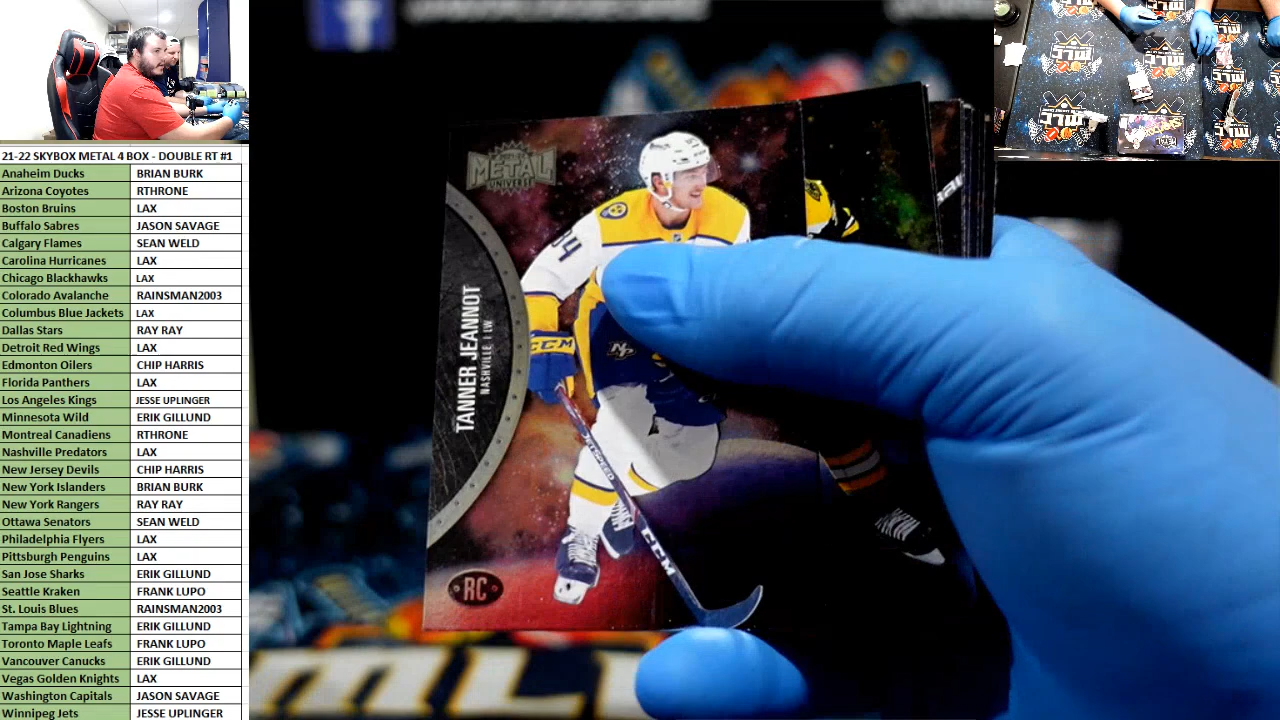 21-22 SKYBOX METAL 4 BOX - DOUBLE RT #1
Anaheim Ducks BRIAN BURK
Arizona Coyotes RTHRONE
Boston Bruins LAX
Buffalo Sabres JASON SAVAGE
Calgary Flames SEAN WELD
Carolina Hurricanes LAX
Chicago Blackhawks LAX
Colorado Avalanche RAINSMAN2003
Columbus Blue Jackets LAX
Dallas Stars RAY RAY
Detroit Red Wings LAX
Edmonton Oilers CHIP HARRIS
Florida Panthers LAX
Los Angeles Kings JESSE UPLINGER
Minnesota Wild ERIK GILLUND
Montreal Canadiens RTHRONE
Nashville Predators LAX
New Jersey Devils CHIP HARRIS
New York Islanders BRIAN BURK
New York Rangers RAY RAY
Ottawa Senators SEAN WELD
Philadelphia Flyers LAX
Pittsburgh Penguins LAX
San Jose Sharks ERIK GILLUND
Seattle Kraken FRANK LUPO
St. Louis Blues RAINSMAN2003
Tampa Bay Lightning ERIK GILLUND
Toronto Maple Leafs FRANK LUPO
Vancouver Canucks ERIK GILLUND
Vegas Golden Knights LAX
Washington Capitals JASON SAVAGE
Winnipeg Jets JESSE UPLINGER
METAL
UNIVERSE
TANNER JEANNOT
NASHVILLE | LW
RC
CCM
NP
CCM